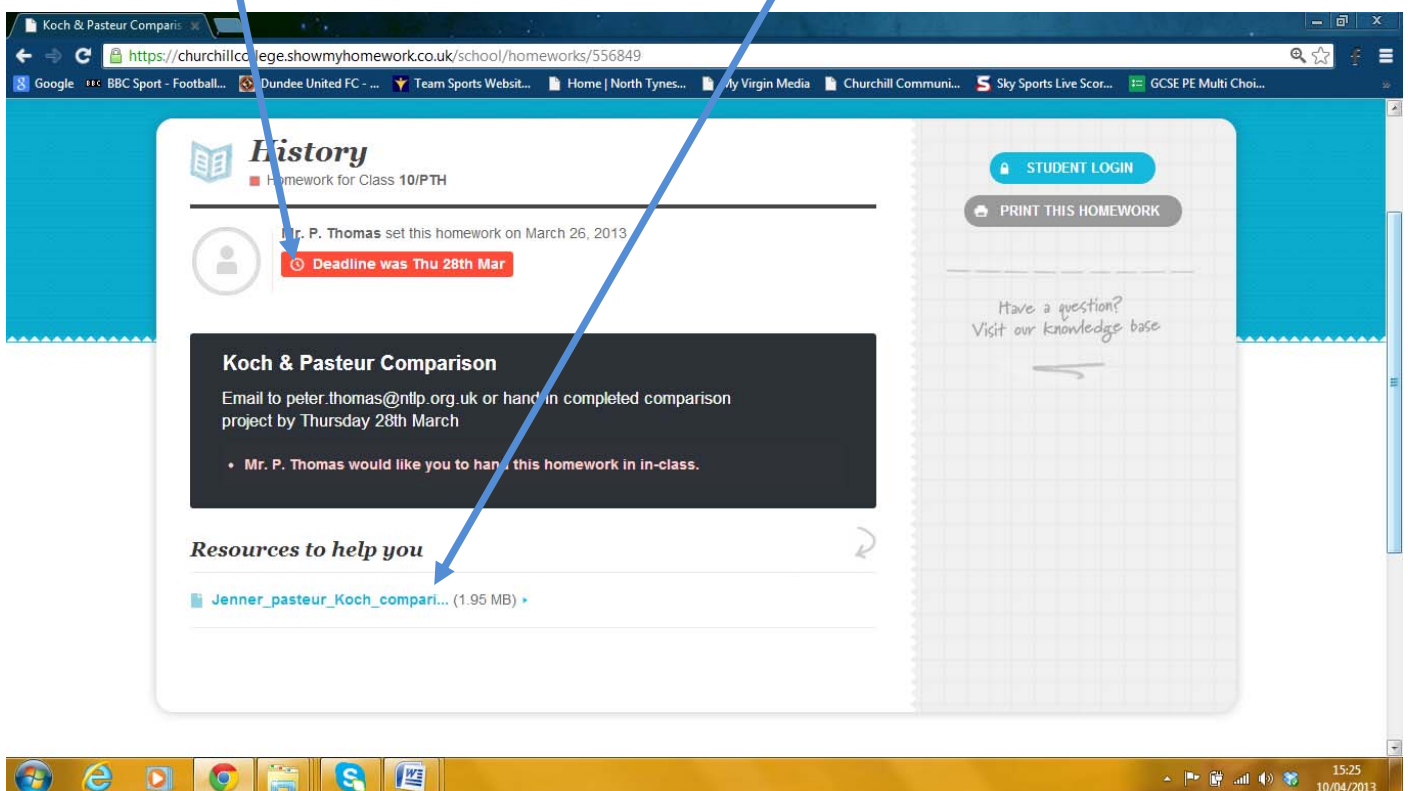 Koch & Pasteur Comparis
https://churchillcollege.showmyhomework.co.uk/school/homeworks/556849
Google BBC BBC Sport - Football... Dundee United FC - ... Team Sports Websit... Home | North Tynes... My Virgin Media Churchill Communi... Sky Sports Live Scor... GCSE PE Multi Choi...
History
Homework for Class 10/PTH
STUDENT LOGIN
PRINT THIS HOMEWORK
Mr. P. Thomas set this homework on March 26, 2013
Deadline was Thu 28th Mar
Have a question?
Visit our knowledge base
Koch & Pasteur Comparison
Email to peter.thomas@ntlp.org.uk or hand in completed comparison
project by Thursday 28th March
• Mr. P. Thomas would like you to hand this homework in in-class.
Resources to help you
Jenner_pasteur_Koch_compari... (1.95 MB)
15:25
10/04/2013